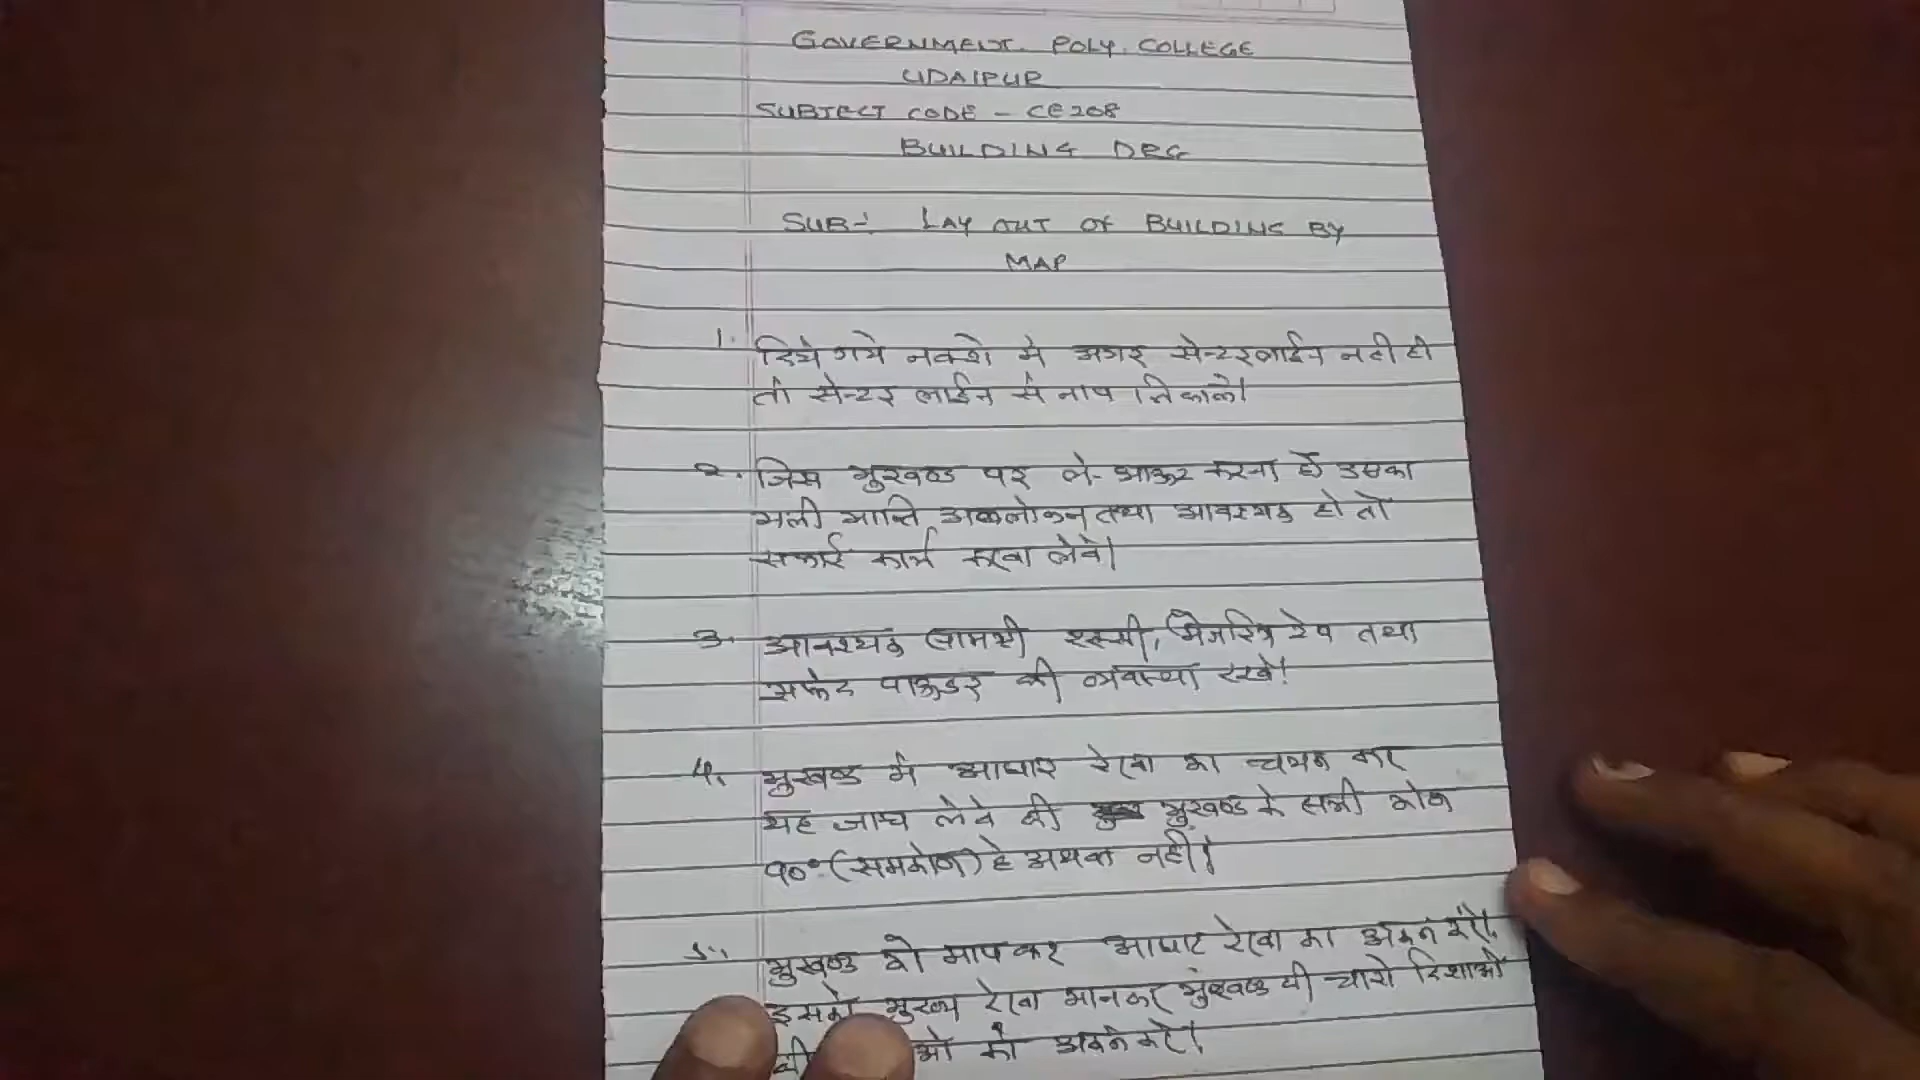 GOVERNMENT. POLY. COLLEGE
UDAIPUR
SUBJECT CODE - CE208
BUILDING DRG
SUB-: LAY OUT OF BUILDING BY
MAP
1. दिये गये नक्शे मे अगर सेन्टरलाईन नही हो
तो सेन्टर लाईन से नाप निकाले।
2. जिस भुखण्ड पर ले-आऊट करना है उसका
भली भान्ति अवलोकन तथा आवश्यक हो तो
सफाई कार्य करवा लेवे।
3. आवश्यक सामग्री रस्सी, मेजरिंग टेप तथा
सफेद पाऊडर की व्यवस्था रखे।
4. भुखण्ड मे आधार रेखा का चयन कर
यह जाच लेवे की भुखण्ड के सभी कोण
90° (समकोण) हे अथवा नही।
5. भुखण्ड को मापकर आधार रेखा का अंकन करे।
इसको मुख्य रेखा मानकर भुखण्ड की चारो दिशाओ
की ओ को अंकन करे।